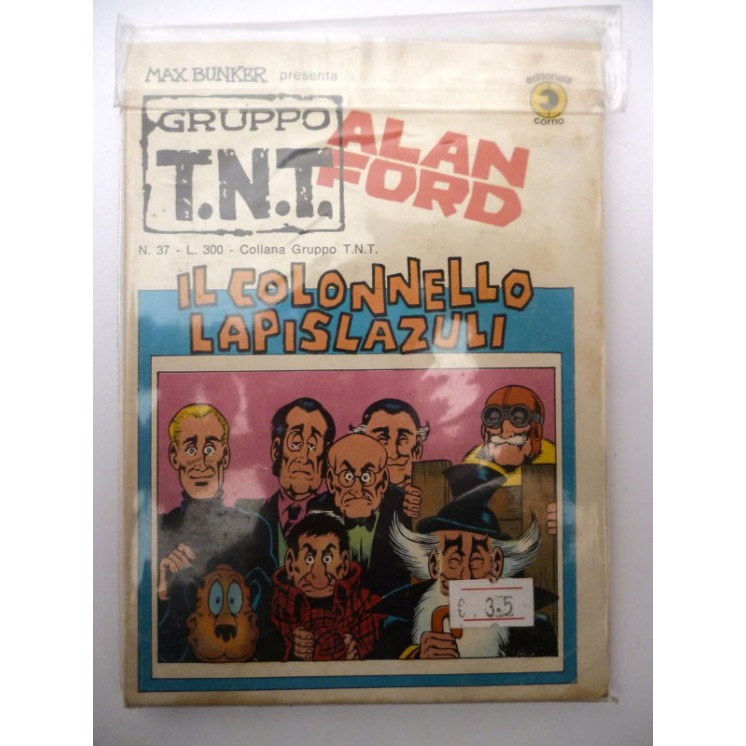 MAX BUNKER presenta
editoriale
corno
GRUPPO
T.N.T.
ALAN
FORD
N. 37 - L. 300 - Collana Gruppo T.N.T.
IL COLONNELLO
LAPISLAZULI
€. 3.5